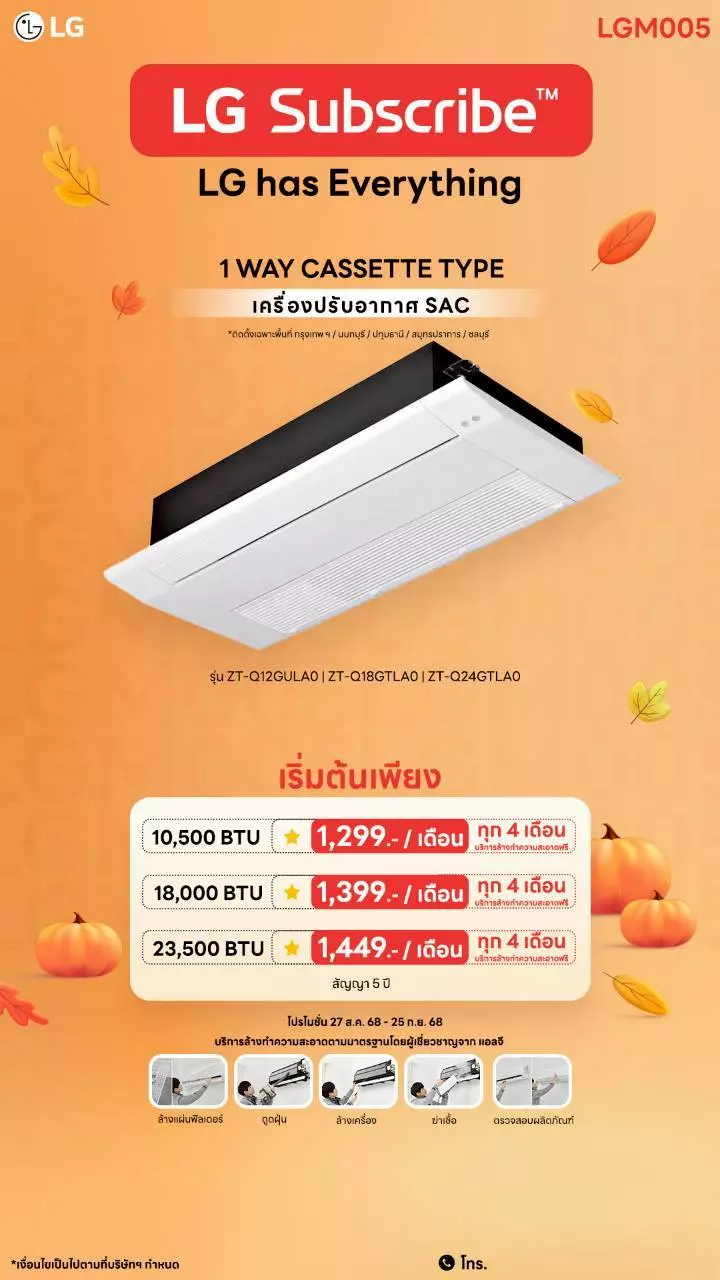 LG
LGM005
LG Subscribe™
LG has Everything
1 WAY CASSETTE TYPE
เครื่องปรับอากาศ SAC
*ติดตั้งเฉพาะพื้นที่ กรุงเทพ ฯ / นนทบุรี / ปทุมธานี / สมุทรปราการ / ชลบุรี
รุ่น ZT-Q12GULA0 | ZT-Q18GTLA0 | ZT-Q24GTLA0
เริ่มต้นเพียง
10,500 BTU 1,299.- / เดือน ทุก 4 เดือน
บริการล้างทำความสะอาดฟรี
18,000 BTU 1,399.- / เดือน ทุก 4 เดือน
บริการล้างทำความสะอาดฟรี
23,500 BTU 1,449.- / เดือน ทุก 4 เดือน
บริการล้างทำความสะอาดฟรี
สัญญา 5 ปี
โปรโมชั่น 27 ส.ค. 68 - 25 ก.ย. 68
บริการล้างทำความสะอาดตามมาตรฐานโดยผู้เชี่ยวชาญจาก แอลจี
ล้างแผ่นฟิลเตอร์ ดูดฝุ่น ล้างเครื่อง ฆ่าเชื้อ ตรวจสอบผลิตภัณฑ์
*เงื่อนไขเป็นไปตามที่บริษัทฯ กำหนด
โทร.